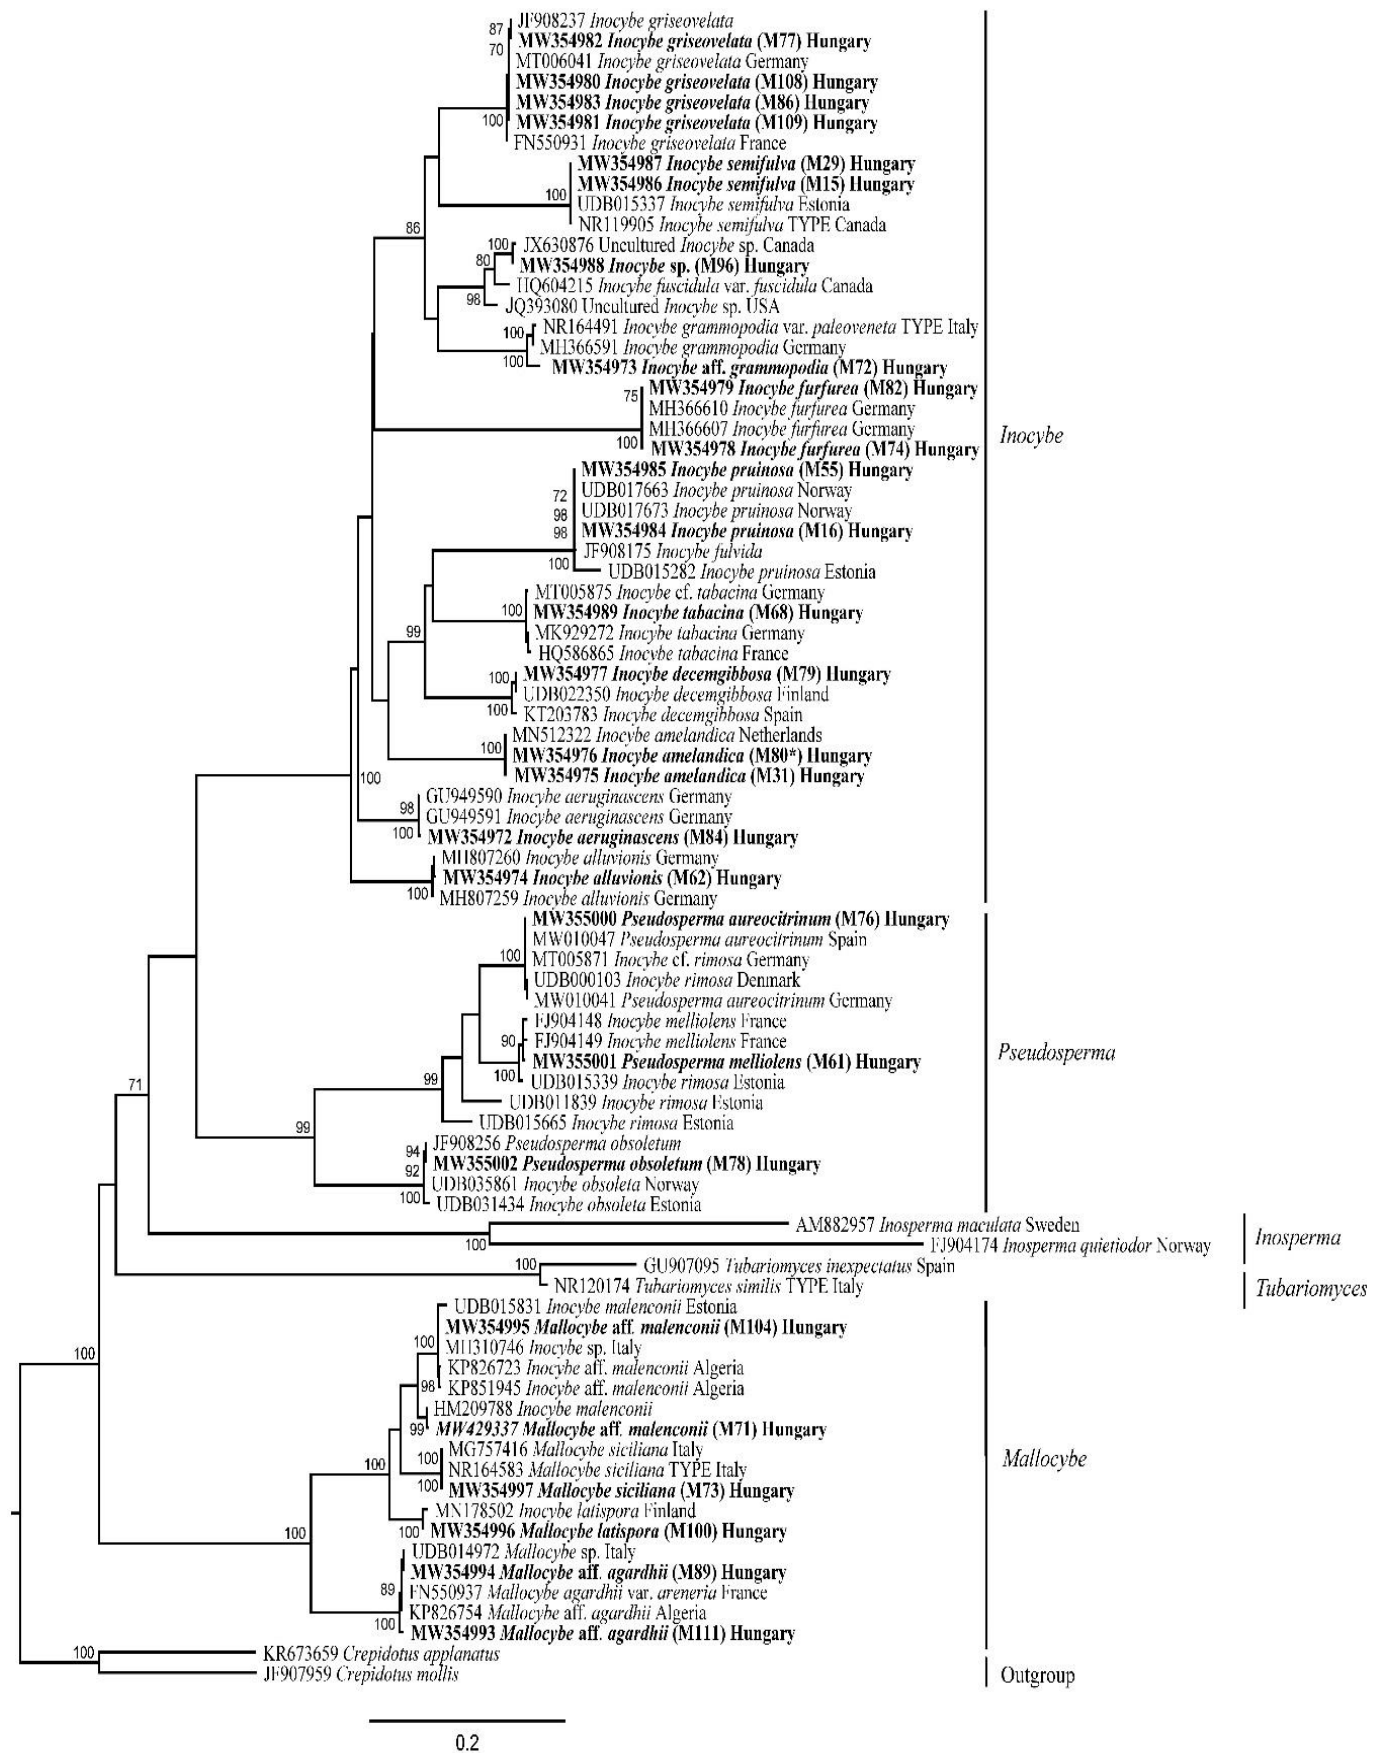 JF908237 Inocybe griseovelata
87
MW354982 Inocybe griseovelata (M77) Hungary
70
MT006041 Inocybe griseovelata Germany
MW354980 Inocybe griseovelata (M108) Hungary
MW354983 Inocybe griseovelata (M86) Hungary
100
MW354981 Inocybe griseovelata (M109) Hungary
FN550931 Inocybe griseovelata France
MW354987 Inocybe semifulva (M29) Hungary
MW354986 Inocybe semifulva (M15) Hungary
100
UDB015337 Inocybe semifulva Estonia
NR119905 Inocybe semifulva TYPE Canada
86
100
JX630876 Uncultured Inocybe sp. Canada
80
MW354988 Inocybe sp. (M96) Hungary
HQ604215 Inocybe fuscidula var. fuscidula Canada
98
JQ393080 Uncultured Inocybe sp. USA
NR164491 Inocybe grammopodia var. paleoveneta TYPE Italy
100
MH366591 Inocybe grammopodia Germany
100
MW354973 Inocybe aff. grammopodia (M72) Hungary
MW354979 Inocybe furfurea (M82) Hungary
75
MH366610 Inocybe furfurea Germany
MH366607 Inocybe furfurea Germany
Inocybe
100
MW354978 Inocybe furfurea (M74) Hungary
MW354985 Inocybe pruinosa (M55) Hungary
72
UDB017663 Inocybe pruinosa Norway
98
UDB017673 Inocybe pruinosa Norway
98
MW354984 Inocybe pruinosa (M16) Hungary
JF908175 Inocybe fulvida
100
UDB015282 Inocybe pruinosa Estonia
MT005875 Inocybe cf. tabacina Germany
100
MW354989 Inocybe tabacina (M68) Hungary
99
MK929272 Inocybe tabacina Germany
HQ586865 Inocybe tabacina France
100
MW354977 Inocybe decemgibbosa (M79) Hungary
UDB022350 Inocybe decemgibbosa Finland
100
KT203783 Inocybe decemgibbosa Spain
MN512322 Inocybe amelandica Netherlands
100
MW354976 Inocybe amelandica (M80*) Hungary
MW354975 Inocybe amelandica (M31) Hungary
100
GU949590 Inocybe aeruginascens Germany
98
GU949591 Inocybe aeruginascens Germany
100
MW354972 Inocybe aeruginascens (M84) Hungary
MH807260 Inocybe alluvionis Germany
MW354974 Inocybe alluvionis (M62) Hungary
100
MH807259 Inocybe alluvionis Germany
MW355000 Pseudosperma aureocitrinum (M76) Hungary
MW010047 Pseudosperma aureocitrinum Spain
100
MT005871 Inocybe cf. rimosa Germany
UDB000103 Inocybe rimosa Denmark
MW010041 Pseudosperma aureocitrinum Germany
FJ904148 Inocybe melliolens France
90
FJ904149 Inocybe melliolens France
Pseudosperma
MW355001 Pseudosperma melliolens (M61) Hungary
100
UDB015339 Inocybe rimosa Estonia
99
71
UDB011839 Inocybe rimosa Estonia
UDB015665 Inocybe rimosa Estonia
99
JF908256 Pseudosperma obsoletum
94
MW355002 Pseudosperma obsoletum (M78) Hungary
92
UDB035861 Inocybe obsoleta Norway
100
UDB031434 Inocybe obsoleta Estonia
AM882957 Inosperma maculata Sweden
Inosperma
100
FJ904174 Inosperma quietiodor Norway
100
GU907095 Tubariomyces inexpectatus Spain
NR120174 Tubariomyces similis TYPE Italy
Tubariomyces
UDB015831 Inocybe malenconii Estonia
MW354995 Mallocybe aff. malenconii (M104) Hungary
100
MH310746 Inocybe sp. Italy
100
KP826723 Inocybe aff. malenconii Algeria
98
KP851945 Inocybe aff. malenconii Algeria
HM209788 Inocybe malenconii
99
MW429337 Mallocybe aff. malenconii (M71) Hungary
MG757416 Mallocybe siciliana Italy
100
Mallocybe
100
NR164583 Mallocybe siciliana TYPE Italy
100
MW354997 Mallocybe siciliana (M73) Hungary
MN178502 Inocybe latispora Finland
100
100
MW354996 Mallocybe latispora (M100) Hungary
UDB014972 Mallocybe sp. Italy
MW354994 Mallocybe aff. agardhii (M89) Hungary
89
FN550937 Mallocybe agardhii var. areneria France
KP826754 Mallocybe aff. agardhii Algeria
100
MW354993 Mallocybe aff. agardhii (M111) Hungary
100
KR673659 Crepidotus applanatus
JF907959 Crepidotus mollis
Outgroup
0.2